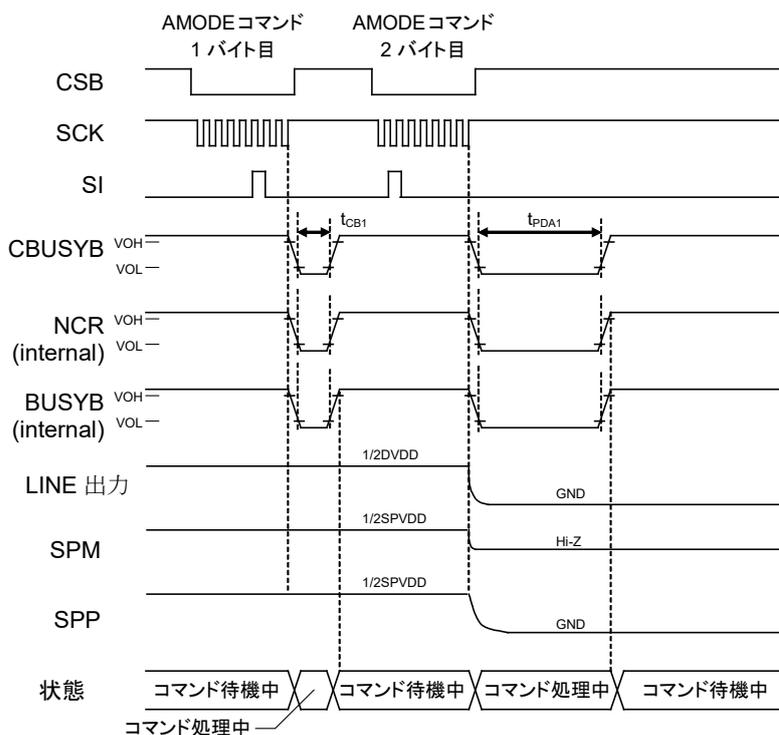 AMODEコマンド AMODEコマンド
1 バイト目 2 バイト目
CSB
SCK
SI
tCB1 tPDA1
CBUSYB VOH
VOL
NCR VOH
(internal) VOL
BUSYB VOH
(internal) VOL
1/2DVDD
LINE 出力 GND
1/2SPVDD
SPM Hi-Z
1/2SPVDD
SPP GND
状態 コマンド待機中 コマンド待機中 コマンド処理中 コマンド待機中
コマンド処理中